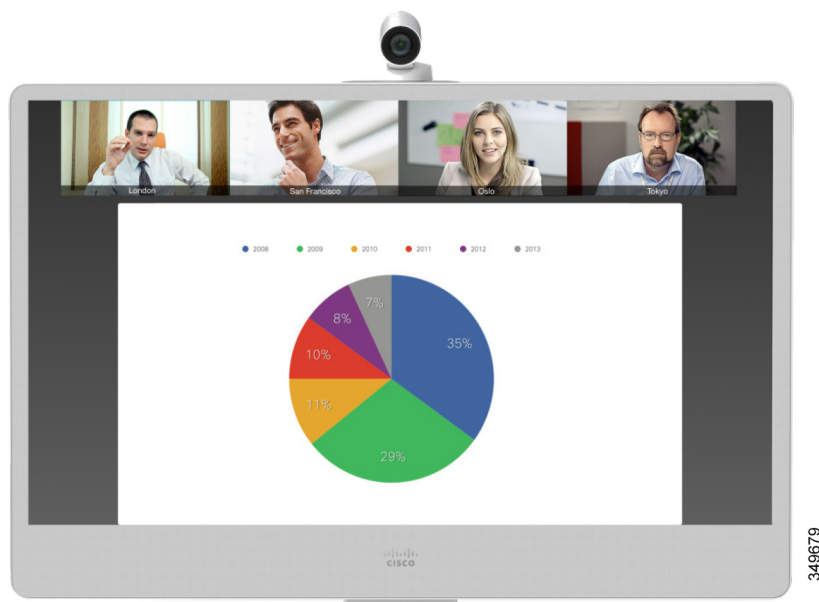 London
San Francisco
Oslo
Tokyo
2008 2009 2010 2011 2012 2013
7%
8%
35%
10%
11%
29%
CISCO
349679